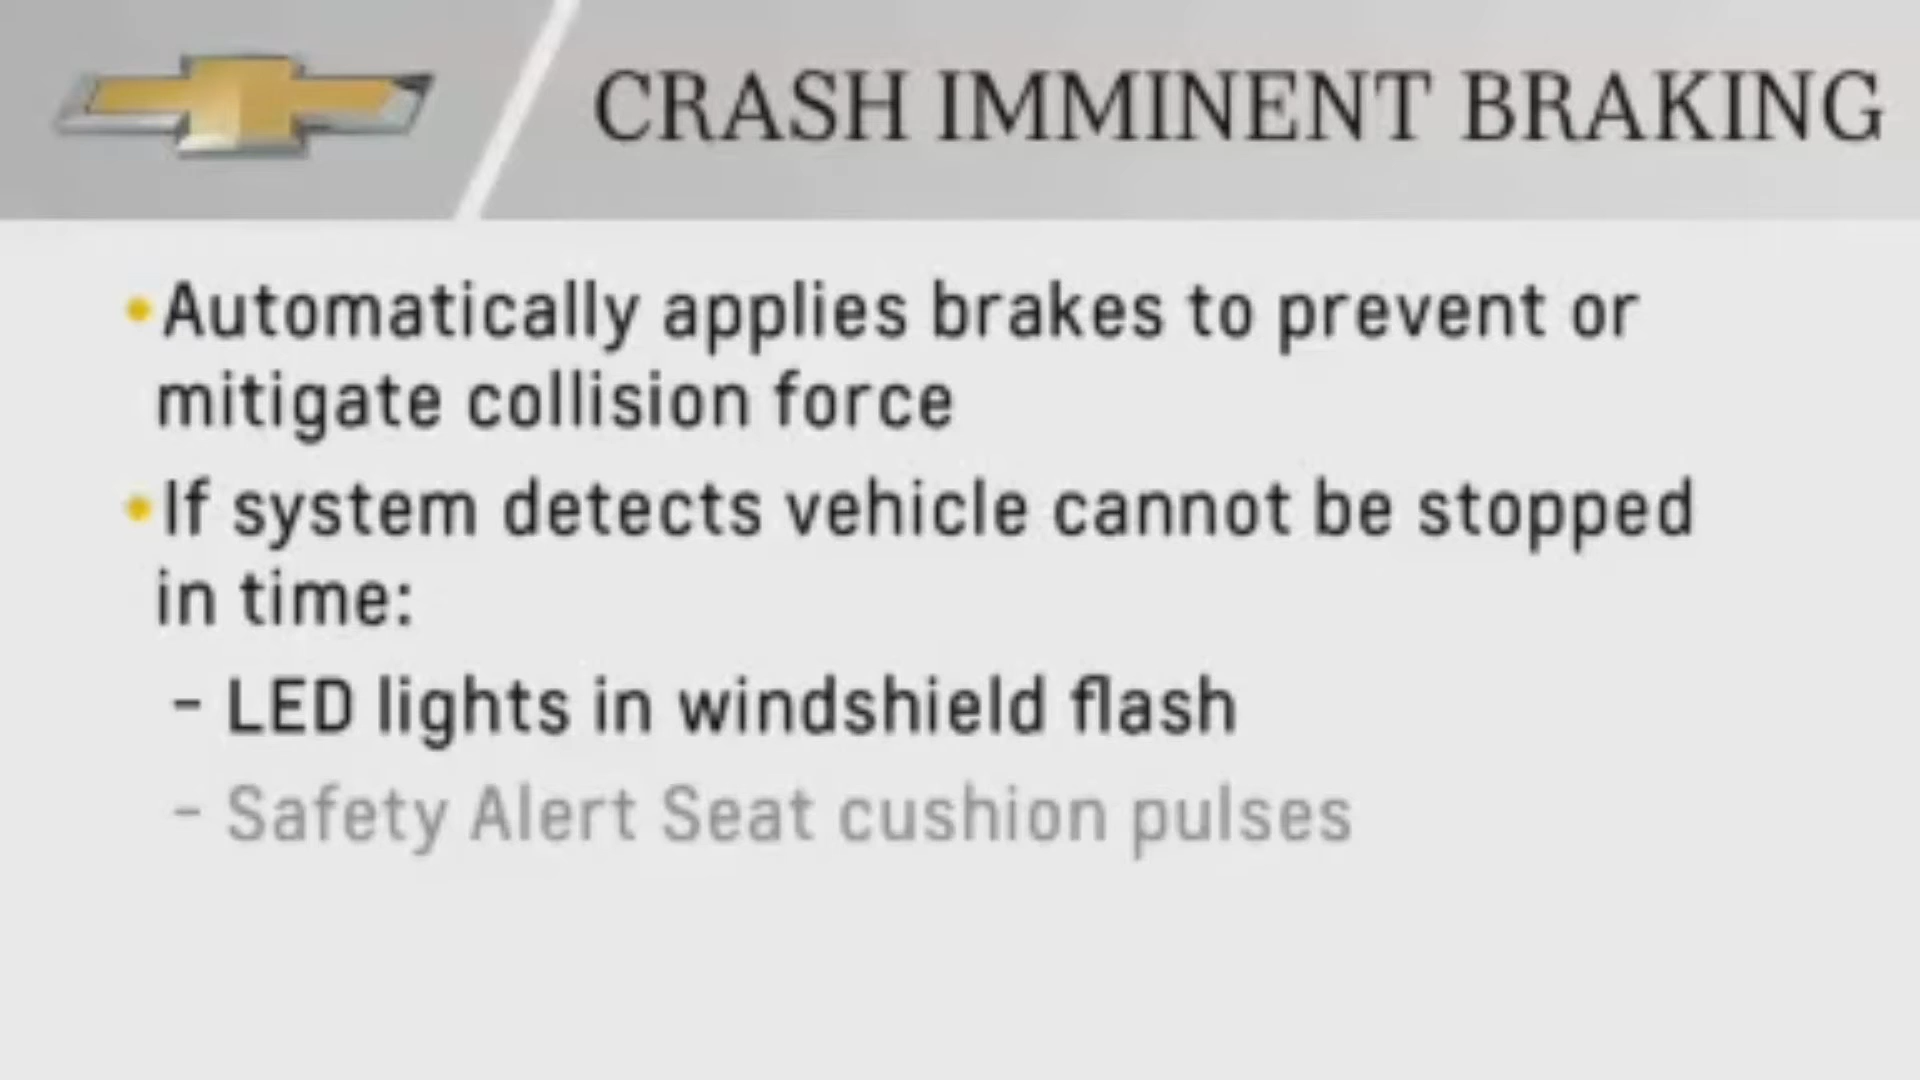 CRASH IMMINENT BRAKING
•Automatically applies brakes to prevent or
mitigate collision force
•If system detects vehicle cannot be stopped
in time:
- LED lights in windshield flash
- Safety Alert Seat cushion pulses